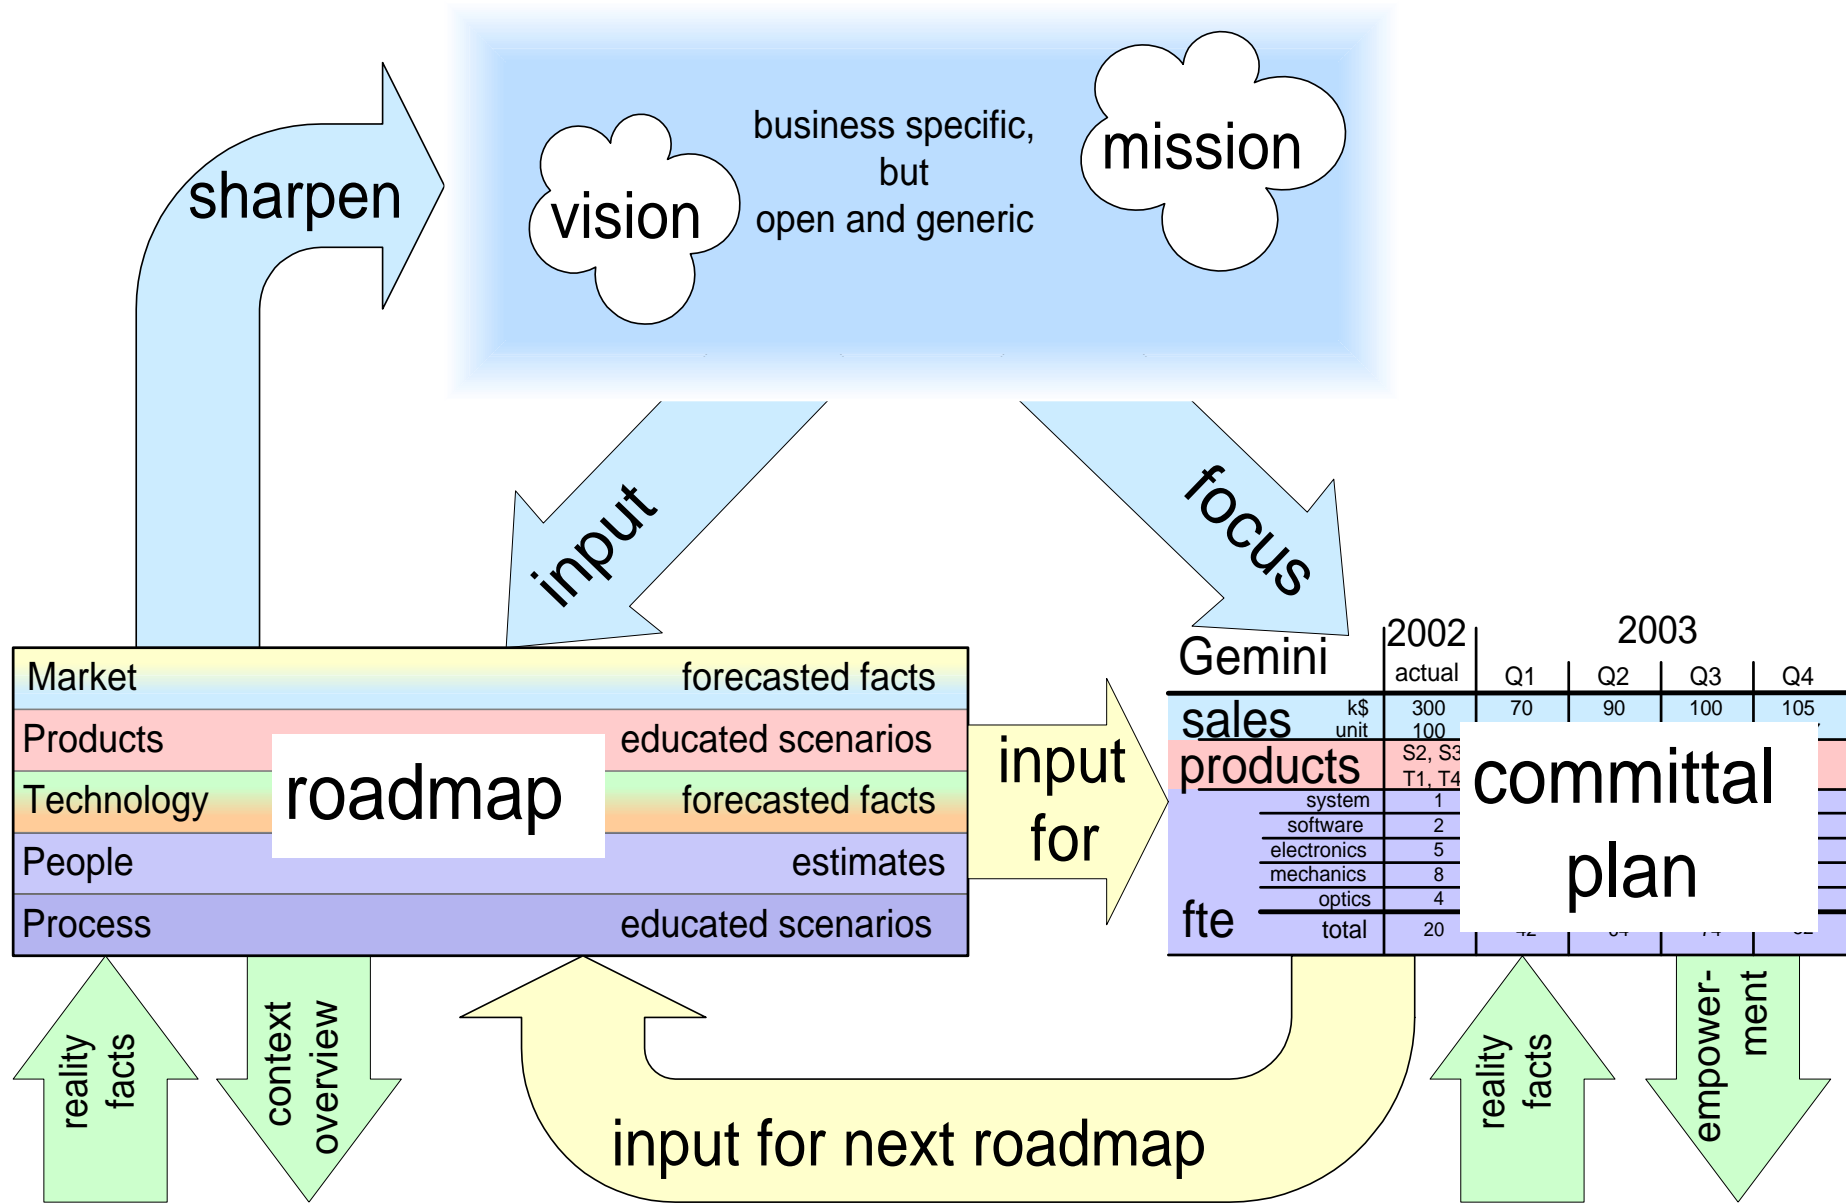 business specific,
but
open and generic
vision
mission
sharpen
input
focus
Market forecasted facts
Products educated scenarios
Technology forecasted facts
People estimates
Process educated scenarios
roadmap
input
for
Gemini 2002 2003
actual Q1 Q2 Q3 Q4
sales k$ 300 70 90 100 105
unit 100
products S2, S3
T1, T4
system 1
software 2
electronics 5
mechanics 8
optics 4
fte total 20
committal
plan
reality
facts
context
overview
input for next roadmap
reality
facts
empower-
ment